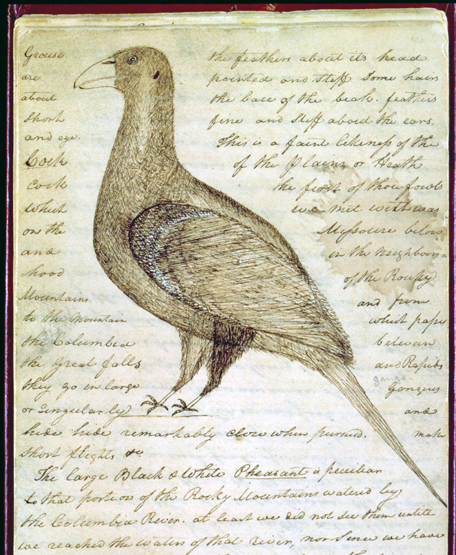 Grouse the feathers about its head
are pointed and stiff some hairs
about the base of the beak. feathers
Short fine and stiff about the ears.
and eye. This is a faint likeness of the
Cock of the Plains or Heath
Cock the first of those fowls
which we met with was
on the Missoure below
and in the neighbour-
hood of the Rocky
Mountains and from
to the mountain which pass
the Columbia between
the Great falls and Rapids
they go in large Gangues
or Singularly and
hide hide remarkably close when pursued. make
Short flights &c
The large Black & White Pheasant is peculiar
to that portion of the Rocky Mountains watered by
the Columbia River. at least we did not see them untill
we reached the waters of that river, nor Since we have